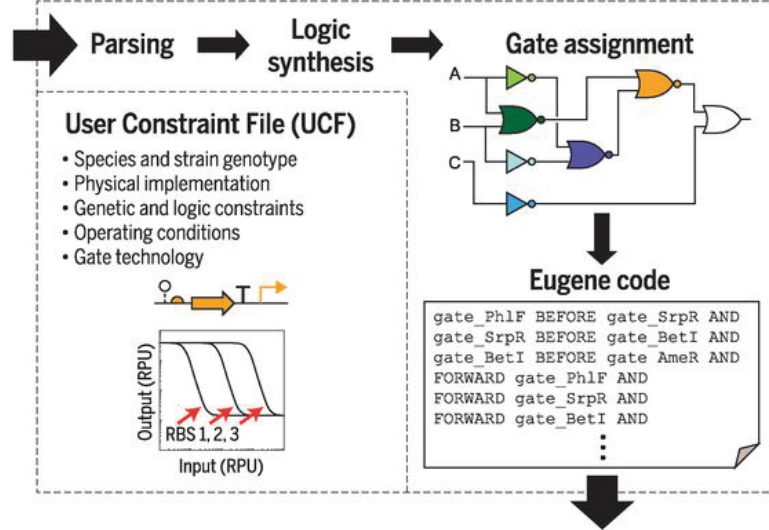 Parsing
Logic
synthesis
Gate assignment
A
B
C
User Constraint File (UCF)
• Species and strain genotype
• Physical implementation
• Genetic and logic constraints
• Operating conditions
• Gate technology
Output (RPU)
RBS 1, 2, 3
Input (RPU)
Eugene code
gate_PhlF BEFORE gate_SrpR AND
gate_SrpR BEFORE gate_BetI AND
gate_BetI BEFORE gate AmeR AND
FORWARD gate_PhlF AND
FORWARD gate_SrpR AND
FORWARD gate_BetI AND